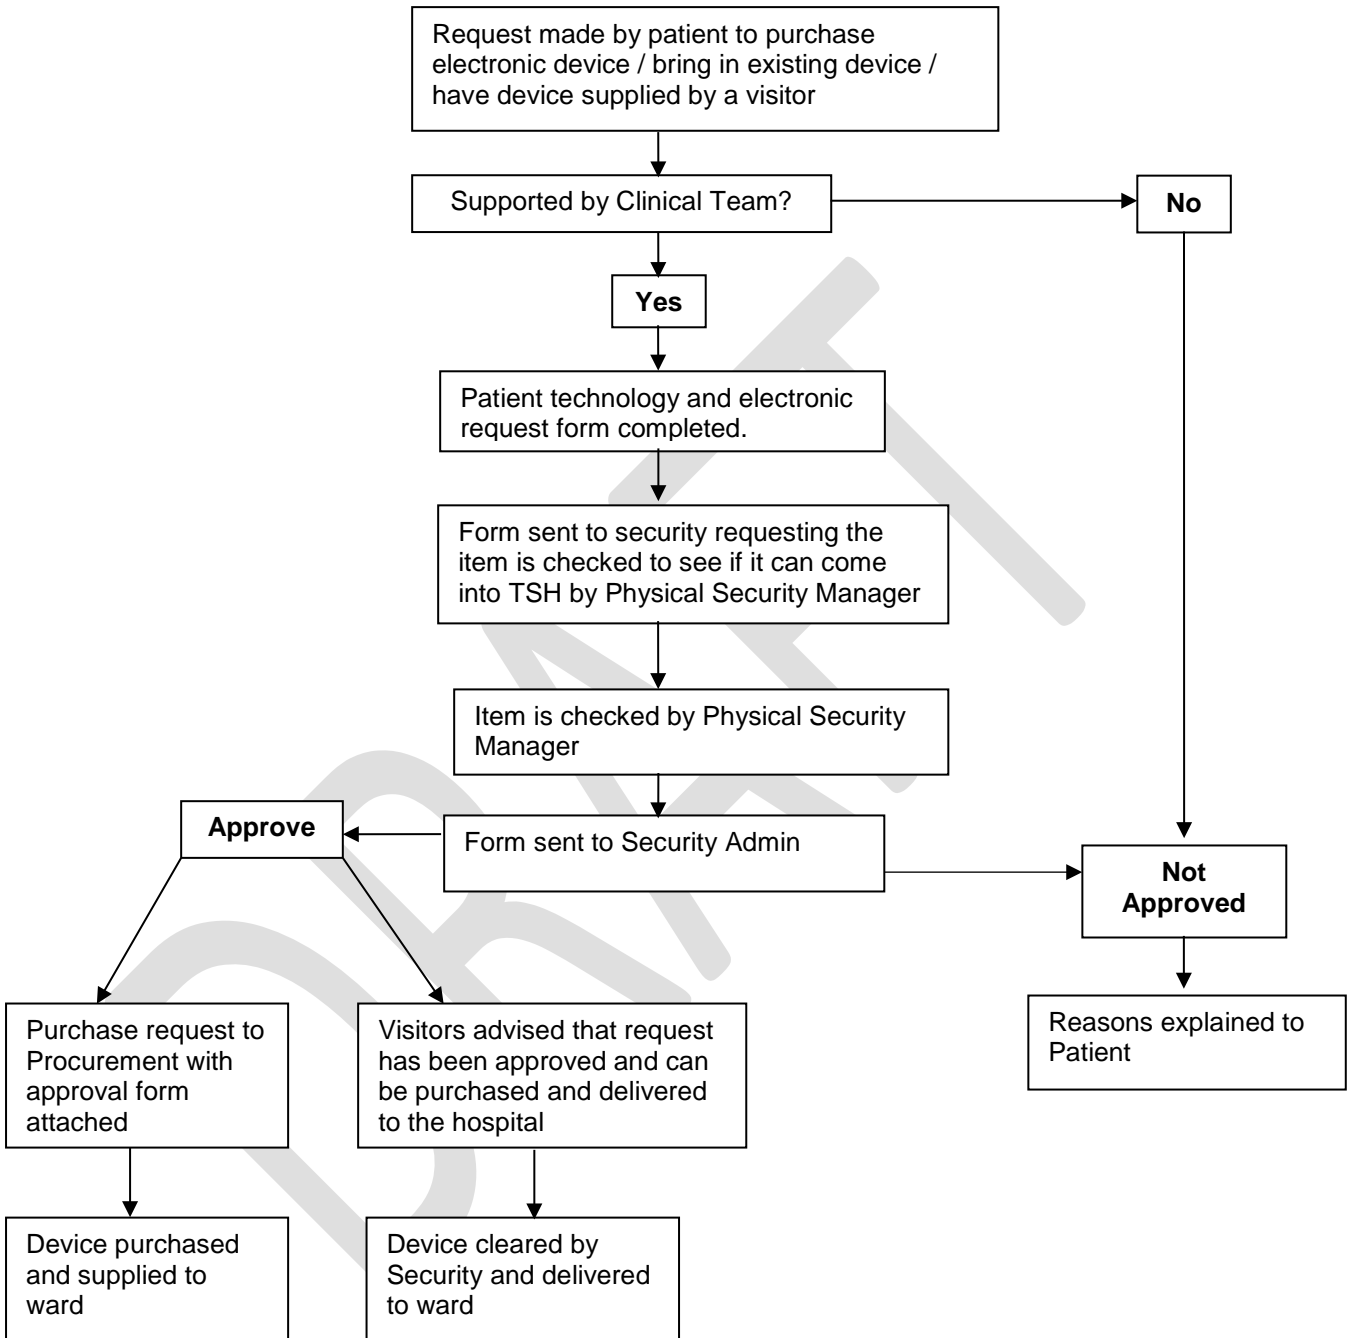 Request made by patient to purchase
electronic device / bring in existing device /
have device supplied by a visitor
Supported by Clinical Team?
No
Yes
Patient technology and electronic
request form completed.
Form sent to security requesting the
item is checked to see if it can come
into TSH by Physical Security Manager
Item is checked by Physical Security
Manager
Approve
Form sent to Security Admin
Not
Approved
Purchase request to
Procurement with
approval form
attached
Visitors advised that request
has been approved and can
be purchased and delivered
to the hospital
Reasons explained to
Patient
Device purchased
and supplied to
ward
Device cleared by
Security and delivered
to ward
DRAFT